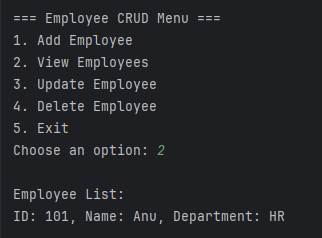 === Employee CRUD Menu ===
1. Add Employee
2. View Employees
3. Update Employee
4. Delete Employee
5. Exit
Choose an option: 2
Employee List:
ID: 101, Name: Anu, Department: HR